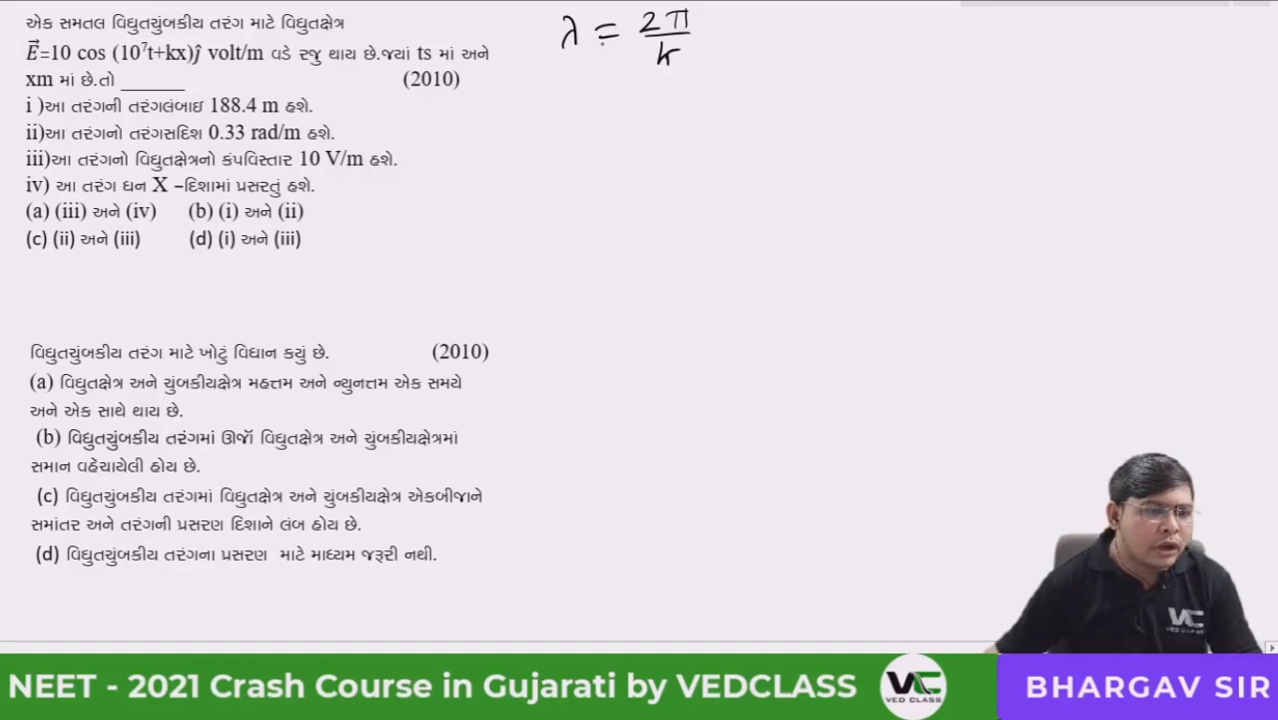 એક સમતલ વિદ્યુતચુંબકીય તરંગ માટે વિદ્યુતક્ષેત્ર
λ = 2π/k
E⃗=10 cos (10⁷t+kx)ĵ volt/m વડે રજુ થાય છે.જ્યાં ts માં અને
xm માં છે.તો ______ (2010)
i )આ તરંગની તરંગલંબાઇ 188.4 m હશે.
ii)આ તરંગનો તરંગસદિશ 0.33 rad/m હશે.
iii)આ તરંગનો વિદ્યુતક્ષેત્રનો કંપવિસ્તાર 10 V/m હશે.
iv) આ તરંગ ધન X –દિશામાં પ્રસરતું હશે.
(a) (iii) અને (iv) (b) (i) અને (ii)
(c) (ii) અને (iii) (d) (i) અને (iii)
વિદ્યુતચુંબકીય તરંગ માટે ખોટું વિધાન કયું છે. (2010)
(a) વિદ્યુતક્ષેત્ર અને ચુંબકીયક્ષેત્ર મહત્તમ અને ન્યુનત્તમ એક સમયે
અને એક સાથે થાય છે.
(b) વિદ્યુતચુંબકીય તરંગમાં ઊર્જા વિદ્યુતક્ષેત્ર અને ચુંબકીયક્ષેત્રમાં
સમાન વહેંચાયેલી હોય છે.
(c) વિદ્યુતચુંબકીય તરંગમાં વિદ્યુતક્ષેત્ર અને ચુંબકીયક્ષેત્ર એકબીજાને
સમાંતર અને તરંગની પ્રસરણ દિશાને લંબ હોય છે.
(d) વિદ્યુતચુંબકીય તરંગના પ્રસરણ માટે માધ્યમ જરૂરી નથી.
VC
VED CLASS
NEET - 2021 Crash Course in Gujarati by VEDCLASS
VC
VED CLASS
BHARGAV SIR